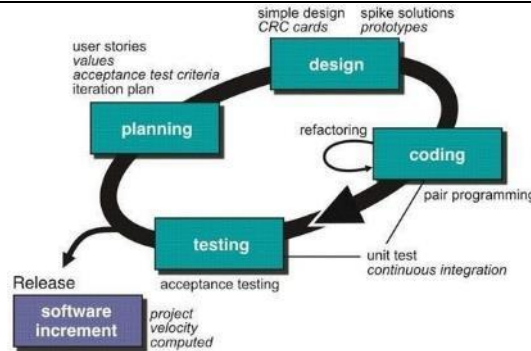 simple design
CRC cards
spike solutions
prototypes
user stories
values
acceptance test criteria
iteration plan
design
planning
refactoring
coding
pair programming
testing
unit test
continuous integration
acceptance testing
Release
software
increment
project
velocity
computed